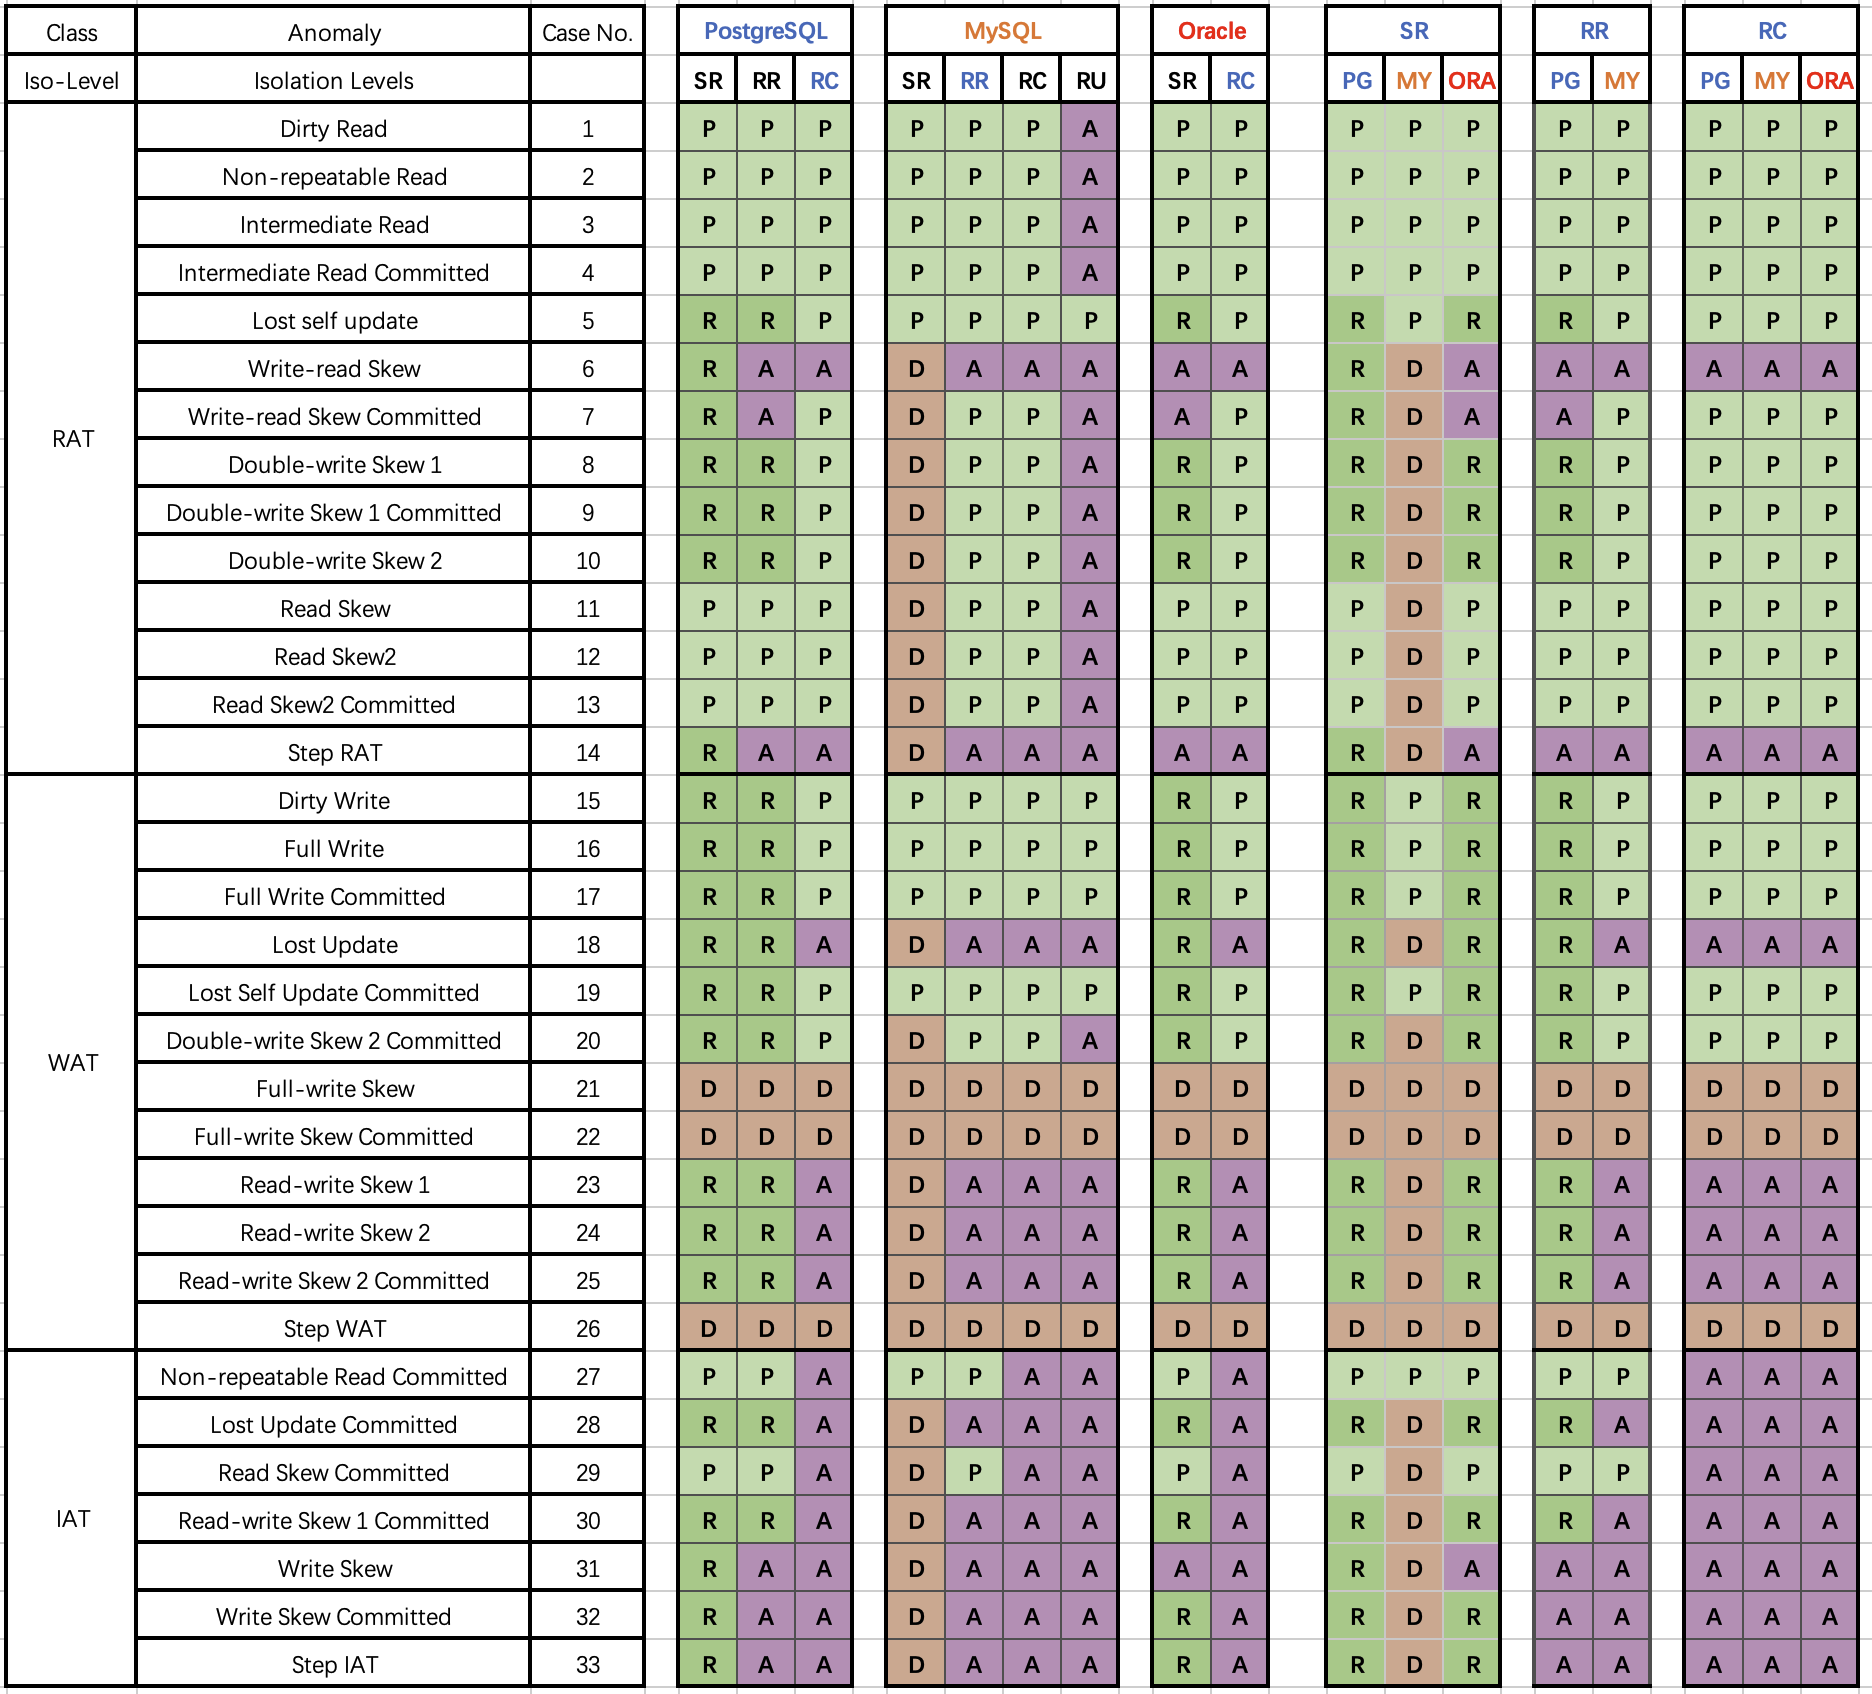 Class Anomaly Case No. PostgreSQL MySQL Oracle SR RR RC
Iso-Level Isolation Levels SR RR RC SR RR RC RU SR RC PG MY ORA PG MY PG MY ORA
RAT
Dirty Read 1 P P P P P P A P P P P P P P P P P
Non-repeatable Read 2 P P P P P P A P P P P P P P P P P
Intermediate Read 3 P P P P P P A P P P P P P P P P P
Intermediate Read Committed 4 P P P P P P A P P P P P P P P P P
Lost self update 5 R R P P P P P R P R P R R P P P P
Write-read Skew 6 R A A D A A A A A R D A A A A A A
Write-read Skew Committed 7 R A P D P P A A P R D A A P P P P
Double-write Skew 1 8 R R P D P P A R P R D R R P P P P
Double-write Skew 1 Committed 9 R R P D P P A R P R D R R P P P P
Double-write Skew 2 10 R R P D P P A R P R D R R P P P P
Read Skew 11 P P P D P P A P P P D P P P P P P
Read Skew2 12 P P P D P P A P P P D P P P P P P
Read Skew2 Committed 13 P P P D P P A P P P D P P P P P P
Step RAT 14 R A A D A A A A A R D A A A A A A
WAT
Dirty Write 15 R R P P P P P R P R P R R P P P P
Full Write 16 R R P P P P P R P R P R R P P P P
Full Write Committed 17 R R P P P P P R P R P R R P P P P
Lost Update 18 R R A D A A A R A R D R R A A A A
Lost Self Update Committed 19 R R P P P P P R P R P R R P P P P
Double-write Skew 2 Committed 20 R R P D P P A R P R D R R P P P P
Full-write Skew 21 D D D D D D D D D D D D D D D D D
Full-write Skew Committed 22 D D D D D D D D D D D D D D D D D
Read-write Skew 1 23 R R A D A A A R A R D R R A A A A
Read-write Skew 2 24 R R A D A A A R A R D R R A A A A
Read-write Skew 2 Committed 25 R R A D A A A R A R D R R A A A A
Step WAT 26 D D D D D D D D D D D D D D D D D
IAT
Non-repeatable Read Committed 27 P P A P P A A P A P P P P P A A A
Lost Update Committed 28 R R A D A A A R A R D R R A A A A
Read Skew Committed 29 P P A D P A A P A P D P P P A A A
Read-write Skew 1 Committed 30 R R A D A A A R A R D R R A A A A
Write Skew 31 R A A D A A A A A R D A A A A A A
Write Skew Committed 32 R A A D A A A R A R D R A A A A A
Step IAT 33 R A A D A A A R A R D R A A A A A